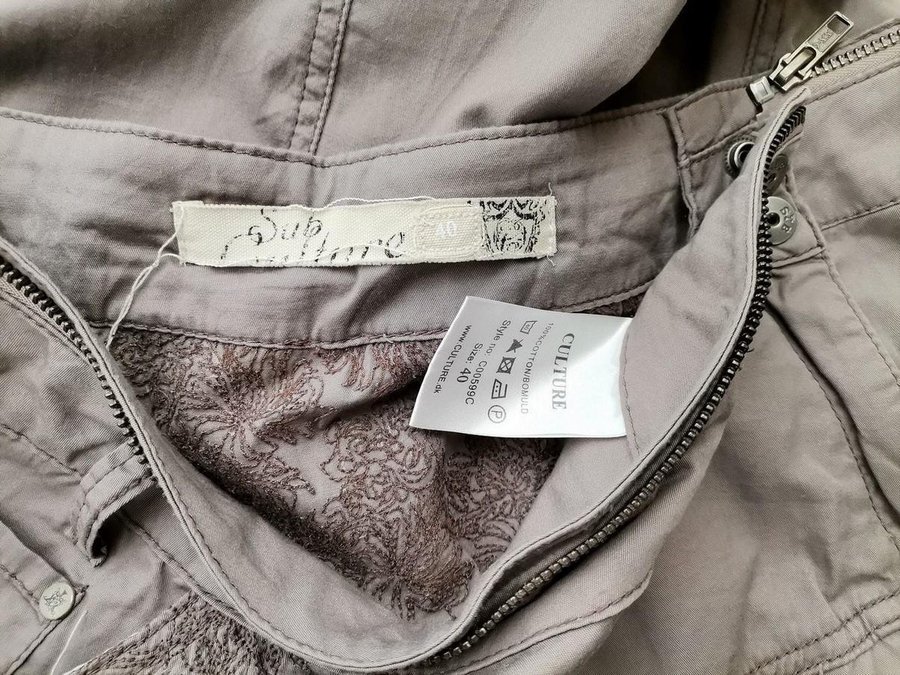 Sub
Culture
40
CULTURE
100%COTTON/BOMULD
P
Style no: C00599C
Size: 40
www.CULTURE.dk